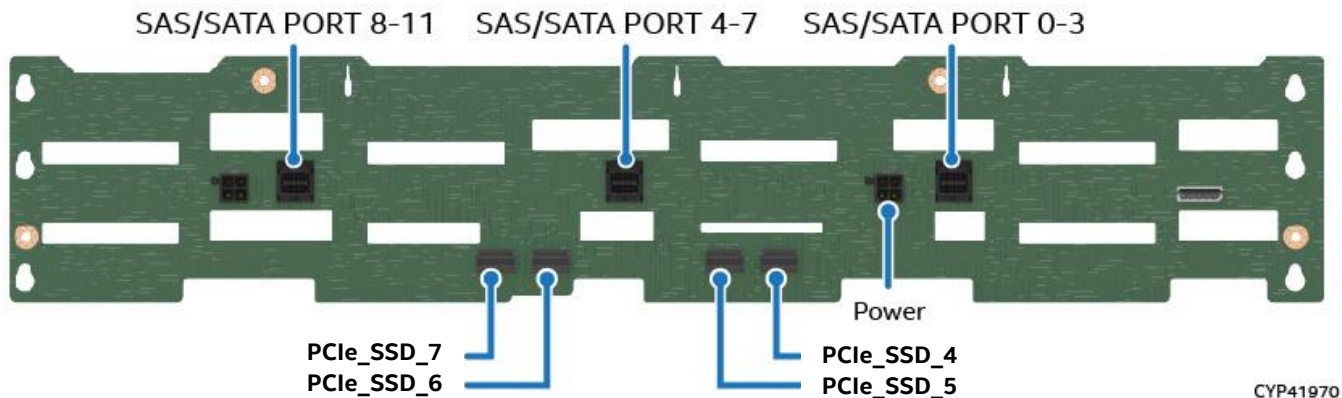 SAS/SATA PORT 8-11 SAS/SATA PORT 4-7 SAS/SATA PORT 0-3
Power
PCIe_SSD_7 PCIe_SSD_4
PCIe_SSD_6 PCIe_SSD_5
CYP41970